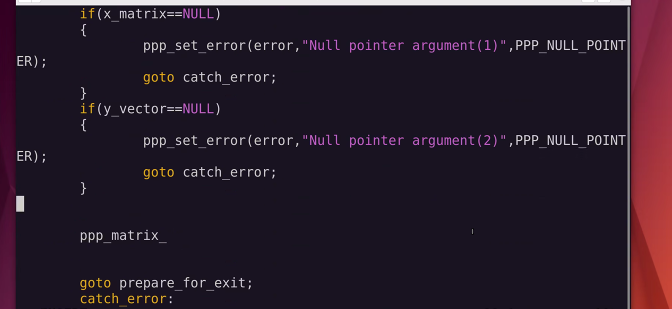 if(x_matrix==NULL)
{
ppp_set_error(error,"Null pointer argument(1)",PPP_NULL_POINT
ER);
goto catch_error;
}
if(y_vector==NULL)
{
ppp_set_error(error,"Null pointer argument(2)",PPP_NULL_POINT
ER);
goto catch_error;
}
ppp_matrix_
goto prepare_for_exit;
catch_error: